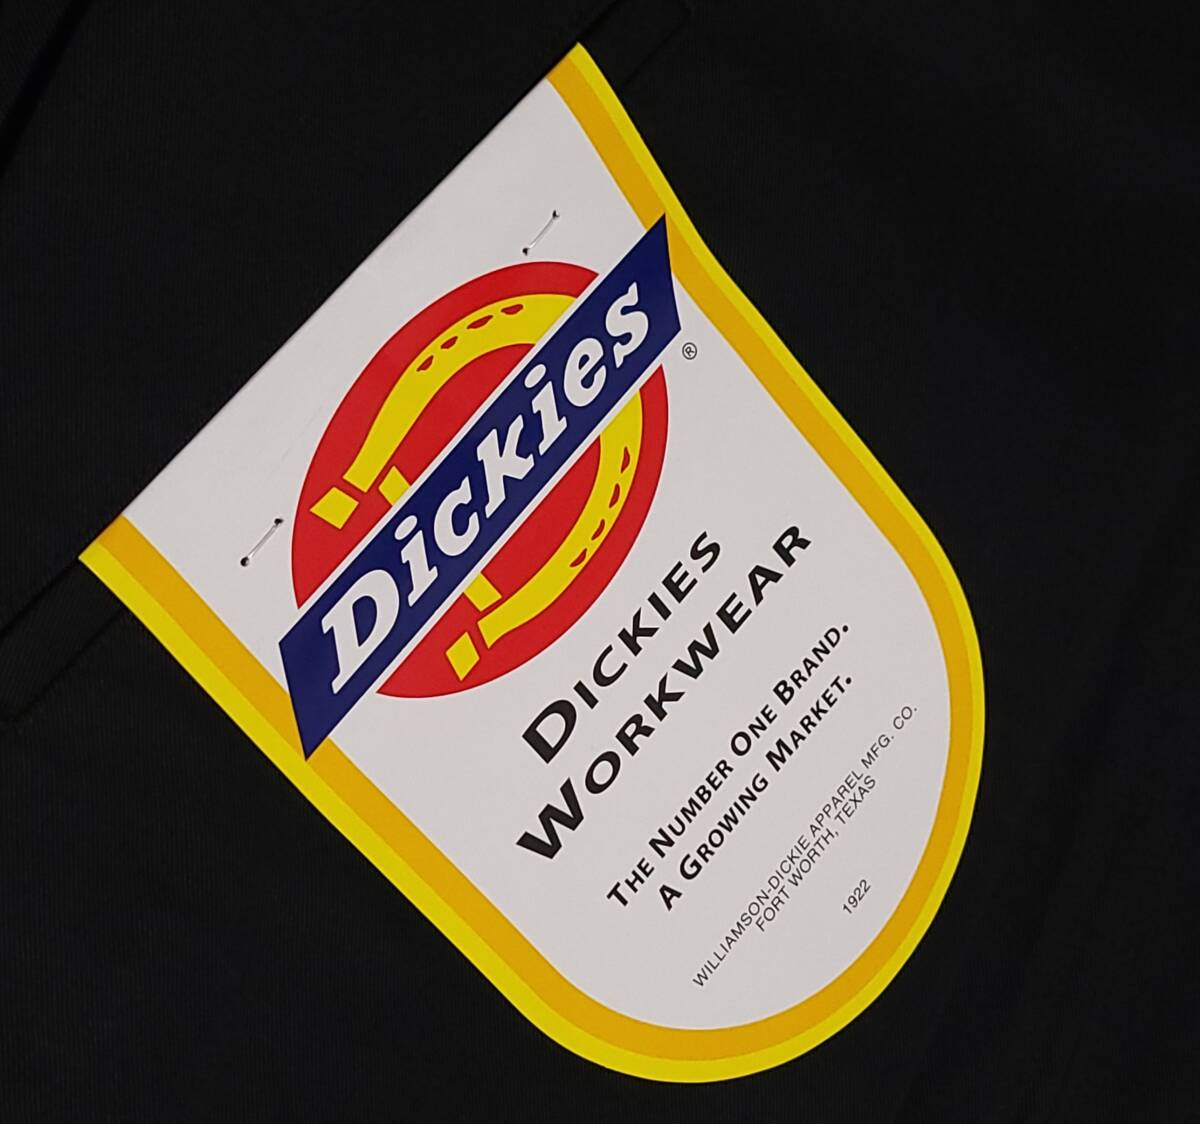 Dickies
®
DICKIES
WORKWEAR
THE NUMBER ONE BRAND.
A GROWING MARKET.
WILLIAMSON-DICKIE APPAREL MFG. CO.
FORT WORTH, TEXAS
1922